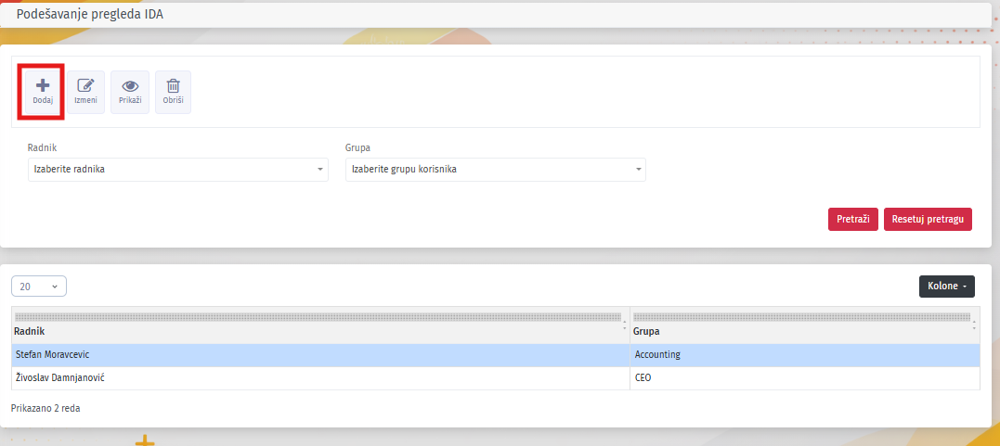 Podešavanje pregleda IDA
Dodaj Izmeni Prikaži Obriši
Radnik Grupa
Izaberite radnika Izaberite grupu korisnika
Pretraži Resetuj pretragu
20 Kolone
Radnik Grupa
Stefan Moravcevic Accounting
Živoslav Damnjanović CEO
Prikazano 2 reda